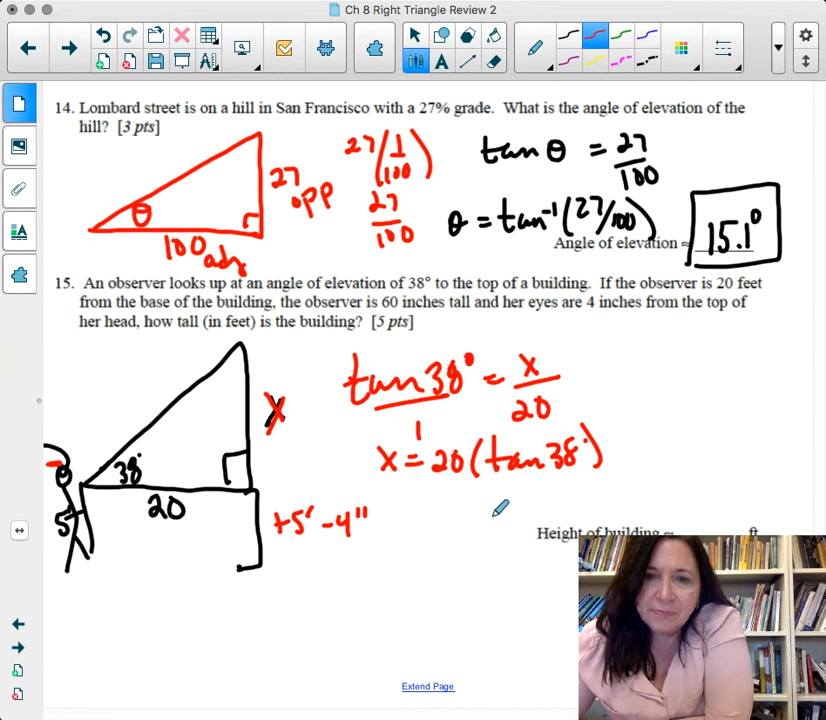 Ch 8 Right Triangle Review 2
14. Lombard street is on a hill in San Francisco with a 27% grade. What is the angle of elevation of the
hill? [3 pts]
θ
27
opp
100 adj
27(1/100)
27/100
tan θ = 27/100
θ = tan⁻¹(27/100)
Angle of elevation ≈ 15.1°
15. An observer looks up at an angle of elevation of 38° to the top of a building. If the observer is 20 feet
from the base of the building, the observer is 60 inches tall and her eyes are 4 inches from the top of
her head, how tall (in feet) is the building? [5 pts]
38°
x
20
5'
+5' -4"
tan 38° = x/20
1
x = 20(tan 38°)
Height of building ≈ ft
Extend Page